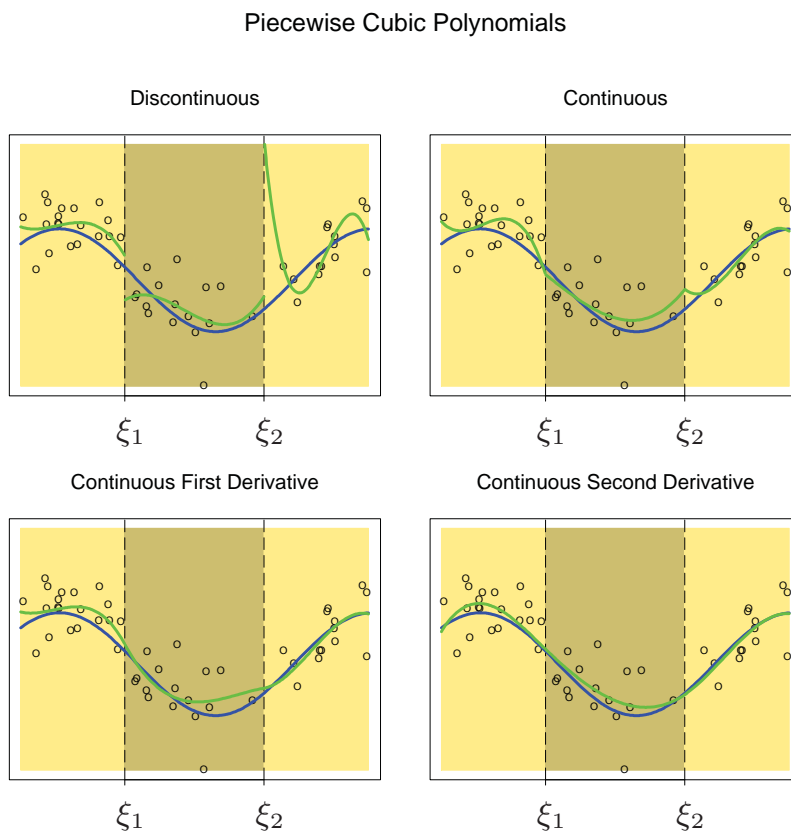 Piecewise Cubic Polynomials
Discontinuous
Continuous
ξ1
ξ2
ξ1
ξ2
Continuous First Derivative
Continuous Second Derivative
ξ1
ξ2
ξ1
ξ2